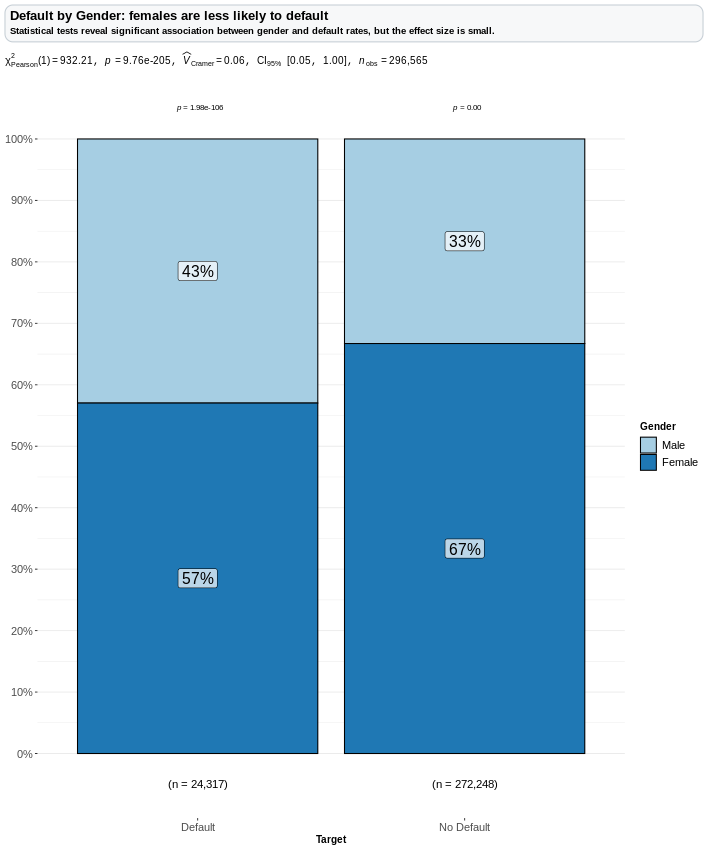 Default by Gender: females are less likely to default
Statistical tests reveal significant association between gender and default rates, but the effect size is small.
χ²Pearson(1) = 932.21, p = 9.76e-205, V̂Cramer = 0.06, CI95% [0.05, 1.00], nobs = 296,565
p = 1.98e-106 p = 0.00
100%
90%
80%
70%
60%
50%
40%
30%
20%
10%
0%
43%
33%
57%
67%
Gender
Male
Female
(n = 24,317) (n = 272,248)
Default No Default
Target